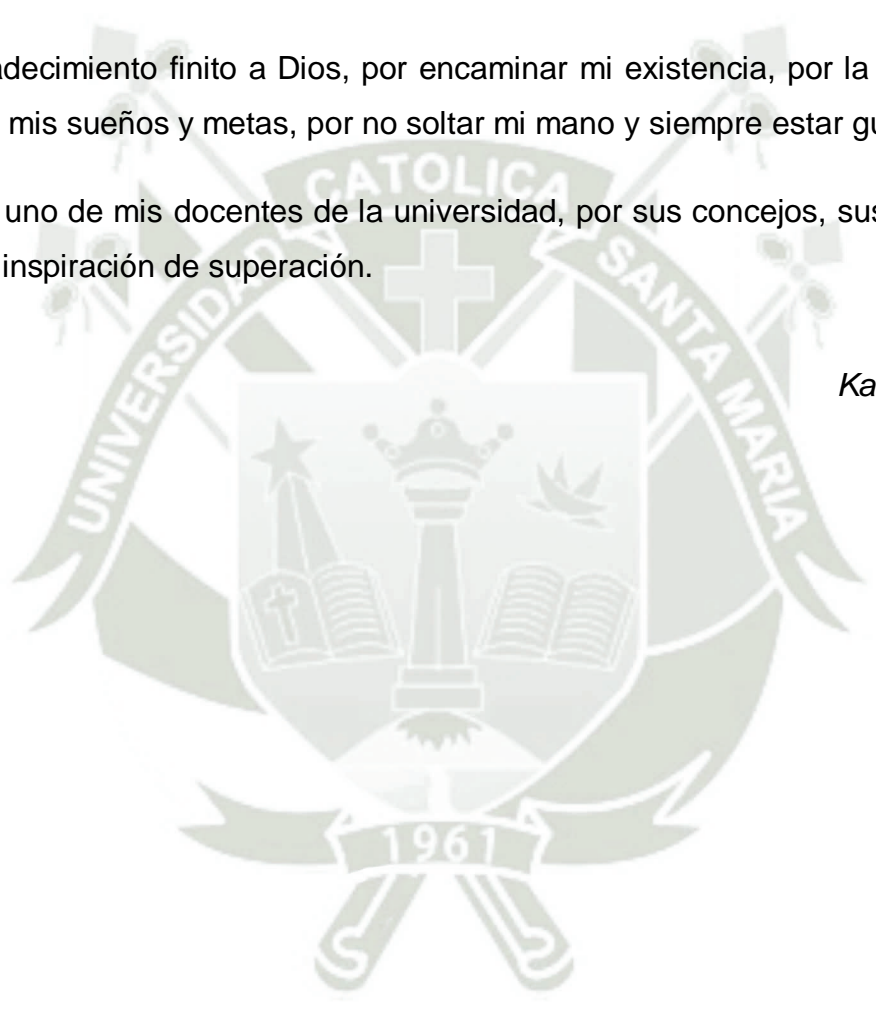 adecimiento finito a Dios, por encaminar mi existencia, por la
mis sueños y metas, por no soltar mi mano y siempre estar gu
uno de mis docentes de la universidad, por sus concejos, sus
inspiración de superación.
Ka
UNIVERSIDAD CATOLICA SANTA MARIA
1961